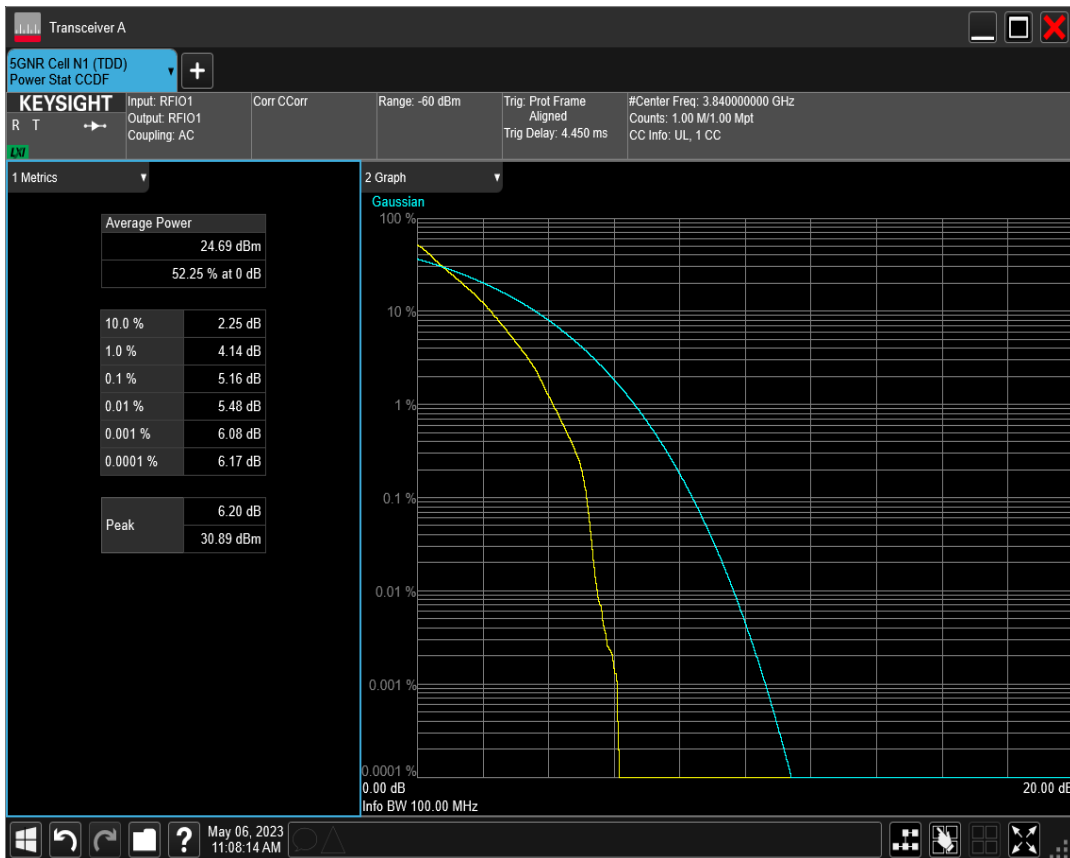 Transceiver A
5GNR Cell N1 (TDD)
Power Stat CCDF
KEYSIGHT
R T
LXI
Input: RFIO1
Output: RFIO1
Coupling: AC
Corr CCorr
Range: -60 dBm
Trig: Prot Frame
Aligned
Trig Delay: 4.450 ms
#Center Freq: 3.840000000 GHz
Counts: 1.00 M/1.00 Mpt
CC Info: UL, 1 CC
1 Metrics
Average Power
24.69 dBm
52.25 % at 0 dB
10.0 % 2.25 dB
1.0 % 4.14 dB
0.1 % 5.16 dB
0.01 % 5.48 dB
0.001 % 6.08 dB
0.0001 % 6.17 dB
Peak
6.20 dB
30.89 dBm
2 Graph
Gaussian
100 %
10 %
1 %
0.1 %
0.01 %
0.001 %
0.0001 %
0.00 dB 20.00 dB
Info BW 100.00 MHz
?
May 06, 2023
11:08:14 AM